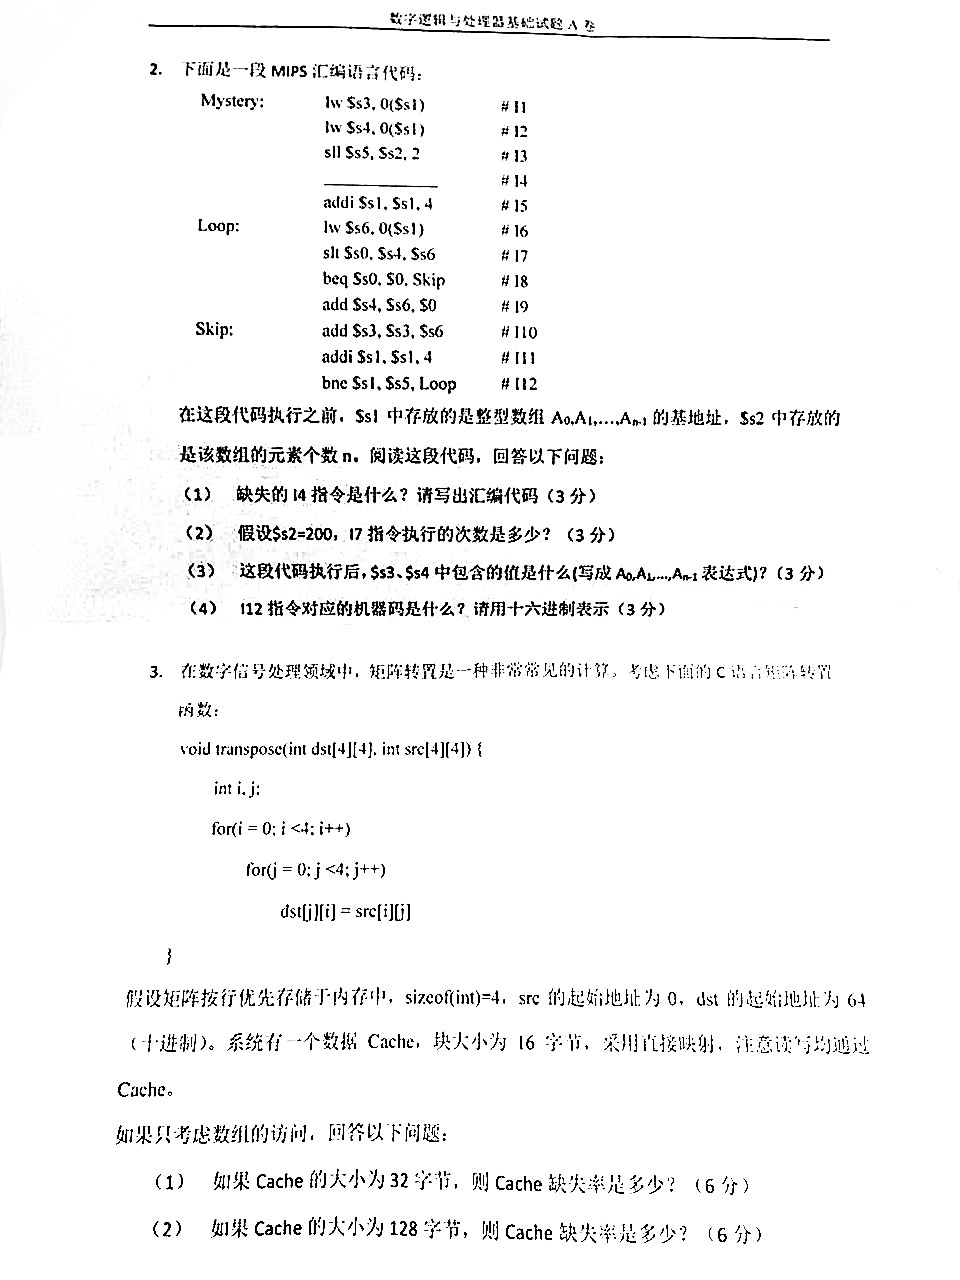 数字逻辑与处理器基础试题 A 卷
2. 下面是一段 MIPS 汇编语言代码：
Mystery: lw $s3, 0($s1) # I1
lw $s4, 0($s1) # I2
sll $s5, $s2, 2 # I3
__________ # I4
addi $s1, $s1, 4 # I5
Loop: lw $s6, 0($s1) # I6
slt $s0, $s4, $s6 # I7
beq $s0, $0, Skip # I8
add $s4, $s6, $0 # I9
Skip: add $s3, $s3, $s6 # I10
addi $s1, $s1, 4 # I11
bne $s1, $s5, Loop # I12
在这段代码执行之前，$s1 中存放的是整型数组 A₀,A₁,…,Aₙ₋₁ 的基地址，$s2 中存放的
是该数组的元素个数 n。阅读这段代码，回答以下问题：
（1） 缺失的 I4 指令是什么？请写出汇编代码（3 分）
（2） 假设$s2=200，I7 指令执行的次数是多少？（3 分）
（3） 这段代码执行后，$s3、$s4 中包含的值是什么(写成 A₀,A₁,…,Aₙ₋₁ 表达式)？（3 分）
（4） I12 指令对应的机器码是什么？请用十六进制表示（3 分）
3. 在数字信号处理领域中，矩阵转置是一种非常常见的计算。考虑下面的 C 语言矩阵转置
函数：
void transpose(int dst[4][4], int src[4][4]) {
int i, j;
for(i = 0; i <4; i++)
for(j = 0; j <4; j++)
dst[j][i] = src[i][j]
}
假设矩阵按行优先存储于内存中，sizeof(int)=4，src 的起始地址为 0，dst 的起始地址为 64
（十进制）。系统有一个数据 Cache，块大小为 16 字节，采用直接映射，注意读写均通过
Cache。
如果只考虑数组的访问，回答以下问题：
（1） 如果 Cache 的大小为 32 字节，则 Cache 缺失率是多少？（6 分）
（2） 如果 Cache 的大小为 128 字节，则 Cache 缺失率是多少？（6 分）